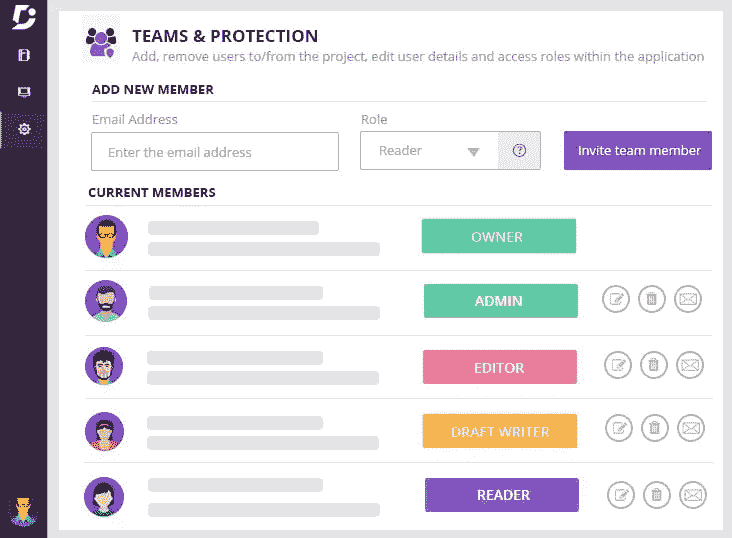 TEAMS & PROTECTION
Add, remove users to/from the project, edit user details and access roles within the application
ADD NEW MEMBER
Email Address
Role
Enter the email address
Reader
?
Invite team member
CURRENT MEMBERS
OWNER
ADMIN
EDITOR
DRAFT WRITER
READER